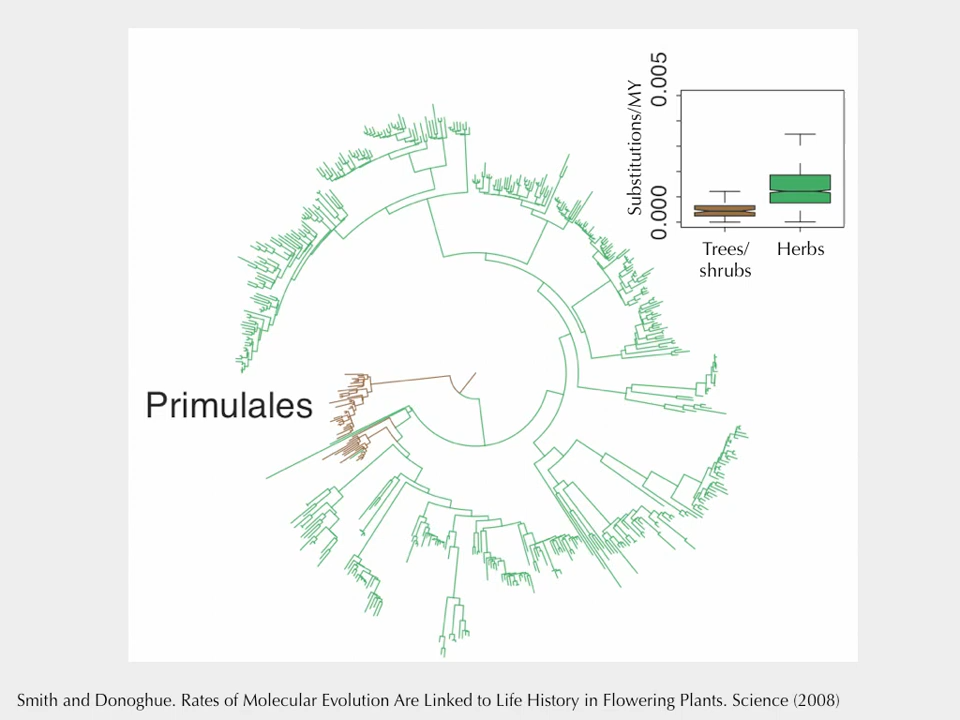 0.005
Substitutions/MY
0.000
Trees/
shrubs
Herbs
Primulales
Smith and Donoghue. Rates of Molecular Evolution Are Linked to Life History in Flowering Plants. Science (2008)